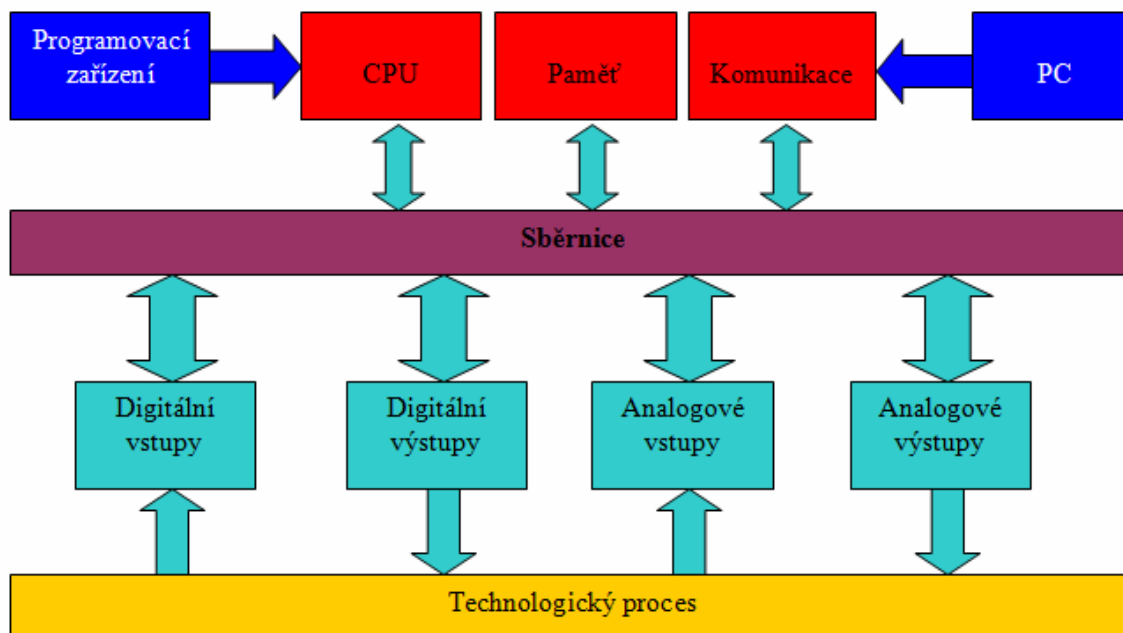 Programovací
zařízení
CPU
Paměť
Komunikace
PC
Sběrnice
Digitální
vstupy
Digitální
výstupy
Analogové
vstupy
Analogové
výstupy
Technologický proces